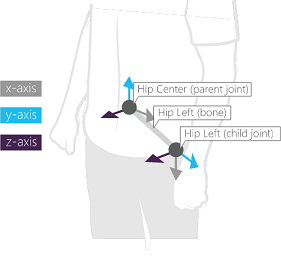 Hip Center (parent joint)
x-axis
Hip Left (bone)
y-axis
Hip Left (child joint)
z-axis